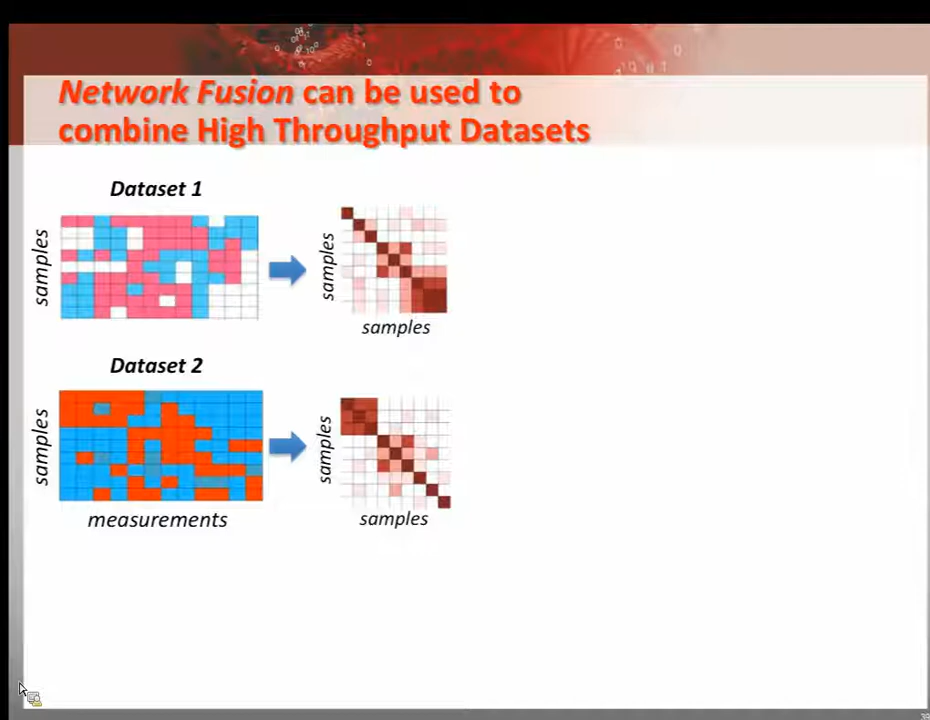 Network Fusion can be used to
combine High Throughput Datasets
Dataset 1
samples
samples
samples
Dataset 2
samples
samples
measurements
samples